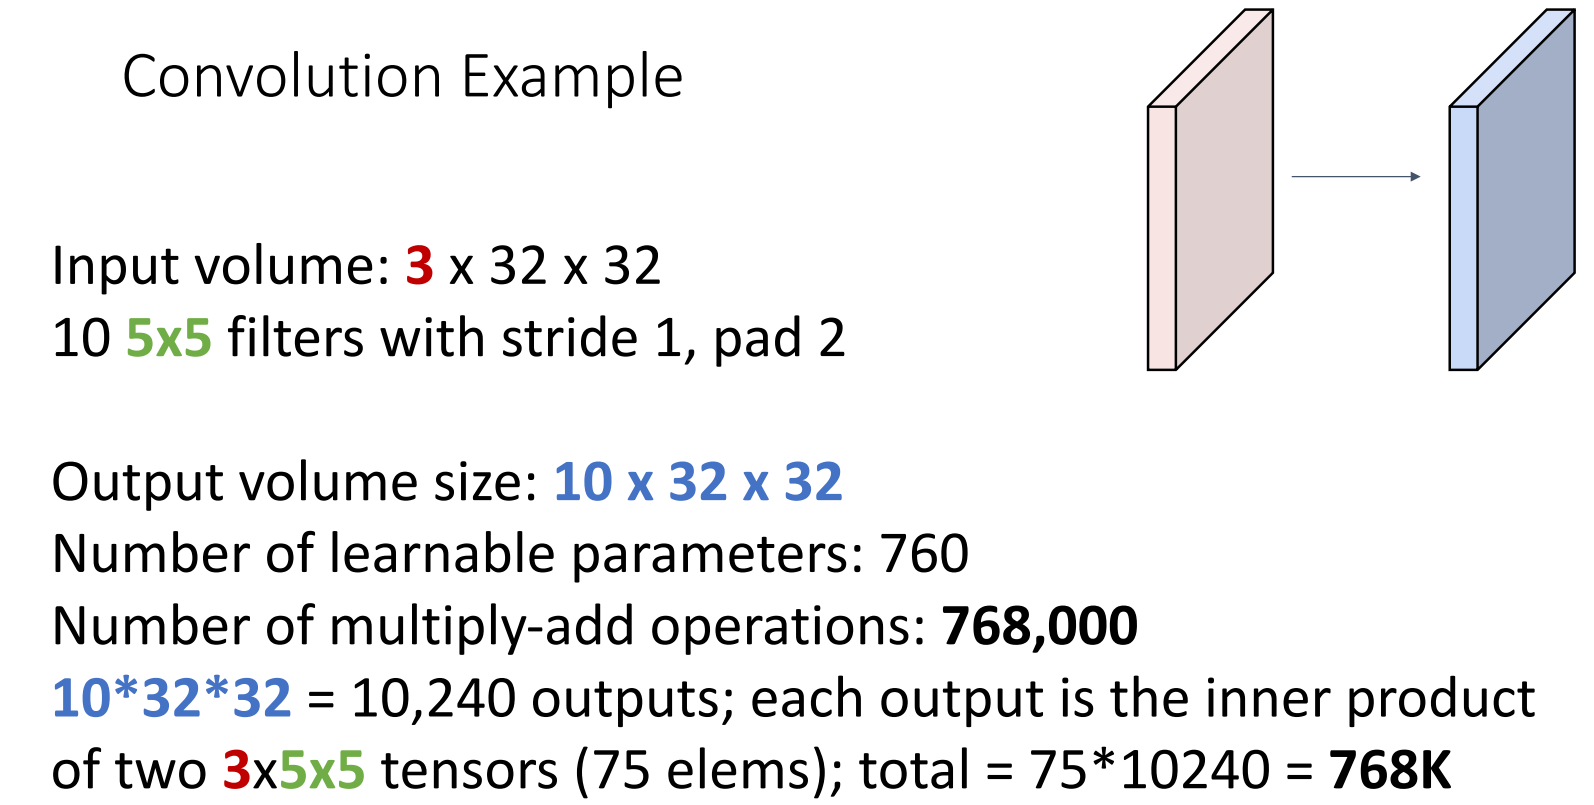 Convolution Example
Input volume: 3 x 32 x 32
10 5x5 filters with stride 1, pad 2
Output volume size: 10 x 32 x 32
Number of learnable parameters: 760
Number of multiply-add operations: 768,000
10*32*32 = 10,240 outputs; each output is the inner product
of two 3x5x5 tensors (75 elems); total = 75*10240 = 768K